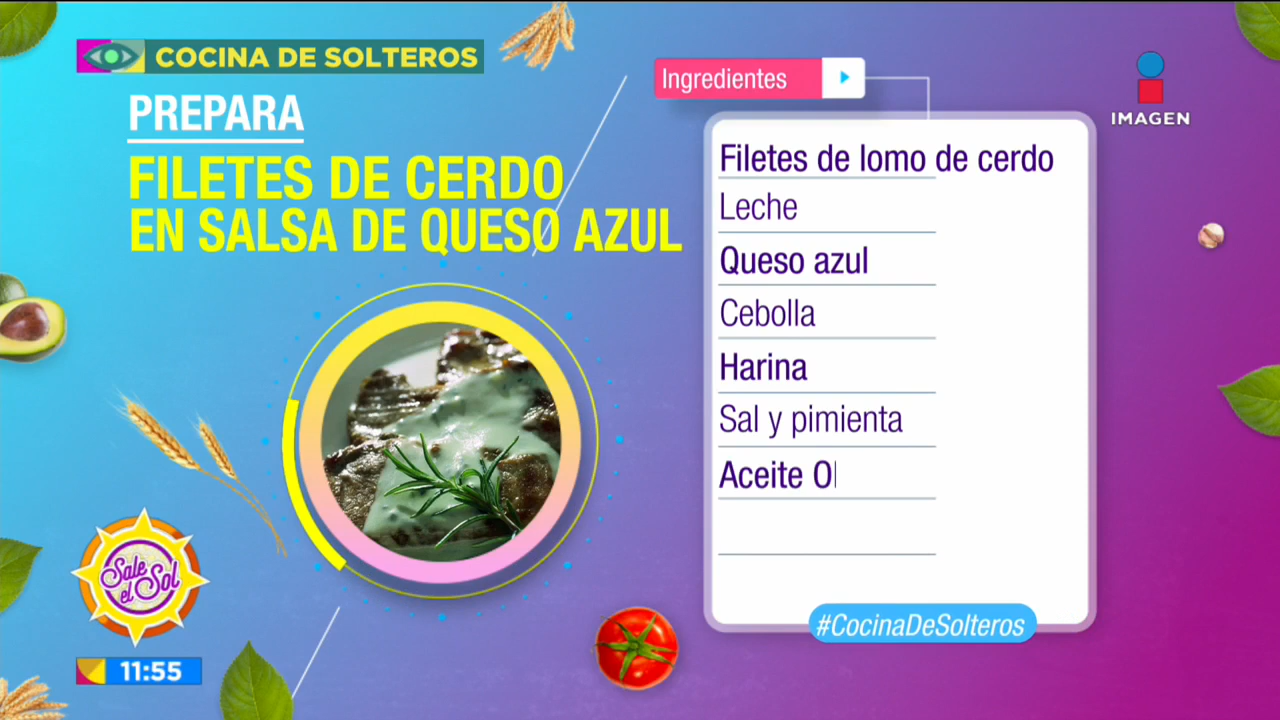 COCINA DE SOLTEROS
PREPARA
FILETES DE CERDO
EN SALSA DE QUESO AZUL
Ingredientes
IMAGEN
Filetes de lomo de cerdo
Leche
Queso azul
Cebolla
Harina
Sal y pimienta
Aceite Ol
#CocinaDeSolteros
Sale
el Sol
11:55